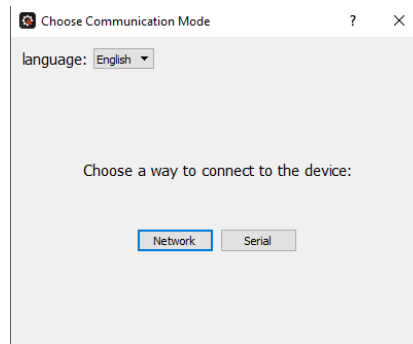 Choose Communication Mode
language: English
Choose a way to connect to the device:
Network Serial